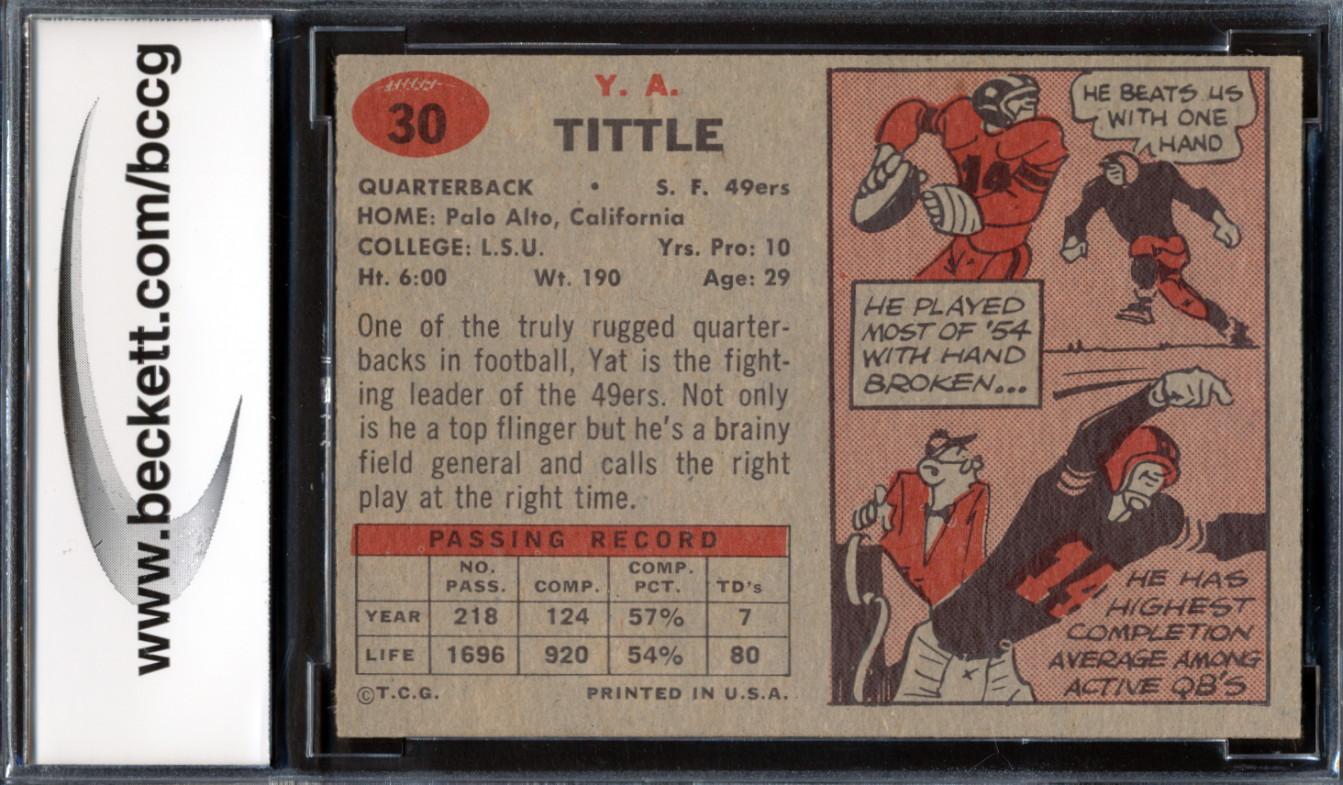 www.beckett.com/bccg
30
Y. A.
TITTLE
QUARTERBACK • S. F. 49ers
HOME: Palo Alto, California
COLLEGE: L.S.U. Yrs. Pro: 10
Ht. 6:00 Wt. 190 Age: 29
One of the truly rugged quarter-
backs in football, Yat is the fight-
ing leader of the 49ers. Not only
is he a top flinger but he's a brainy
field general and calls the right
play at the right time.
PASSING RECORD
NO. PASS. COMP. COMP. PCT. TD's
YEAR 218 124 57% 7
LIFE 1696 920 54% 80
©T.C.G. PRINTED IN U.S.A.
14
HE BEATS US
WITH ONE
HAND
HE PLAYED
MOST OF '54
WITH HAND
BROKEN...
14
HE HAS
HIGHEST
COMPLETION
AVERAGE AMONG
ACTIVE QB'S